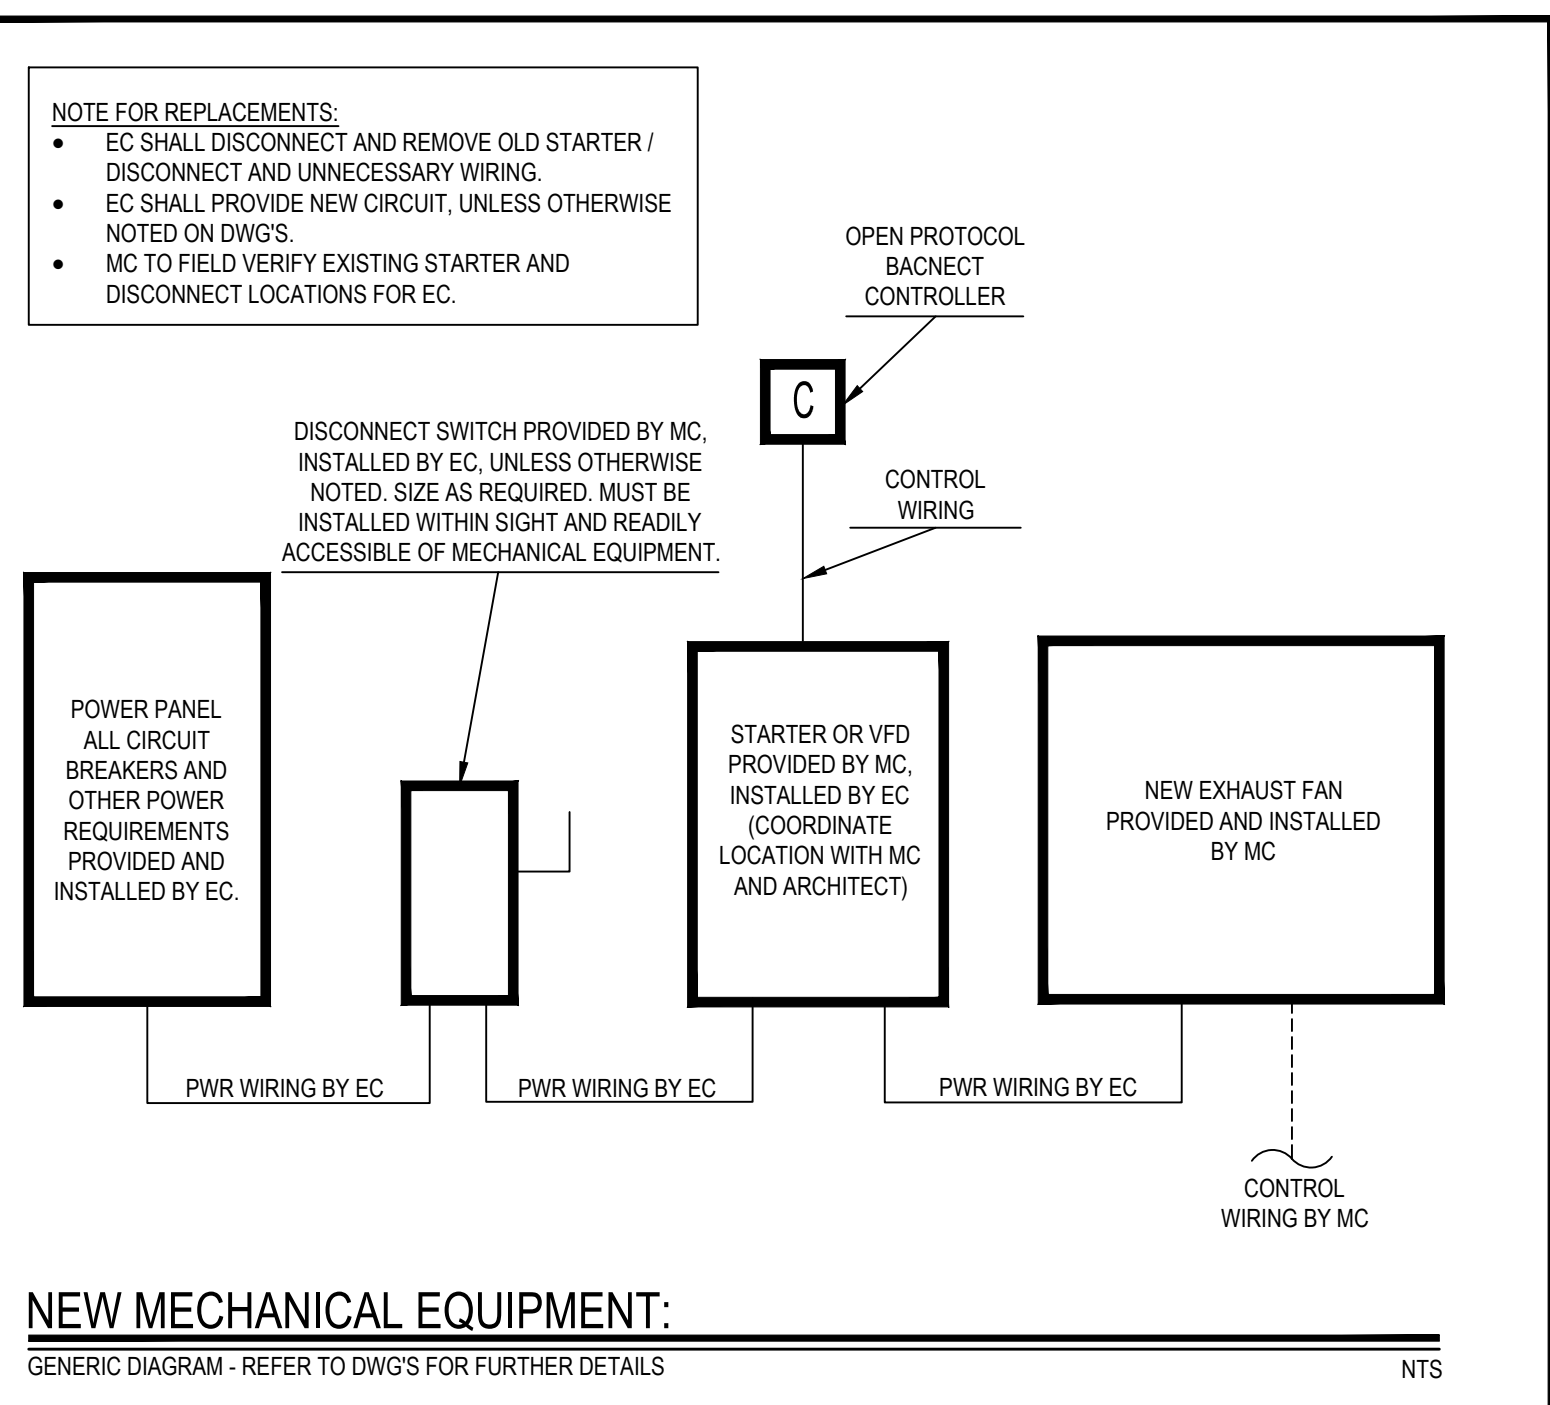 NOTE FOR REPLACEMENTS:
• EC SHALL DISCONNECT AND REMOVE OLD STARTER /
DISCONNECT AND UNNECESSARY WIRING.
• EC SHALL PROVIDE NEW CIRCUIT, UNLESS OTHERWISE
NOTED ON DWG'S.
• MC TO FIELD VERIFY EXISTING STARTER AND
DISCONNECT LOCATIONS FOR EC.
OPEN PROTOCOL
BACNECT
CONTROLLER
C
DISCONNECT SWITCH PROVIDED BY MC,
INSTALLED BY EC, UNLESS OTHERWISE
NOTED. SIZE AS REQUIRED. MUST BE
INSTALLED WITHIN SIGHT AND READILY
ACCESSIBLE OF MECHANICAL EQUIPMENT.
CONTROL
WIRING
POWER PANEL
ALL CIRCUIT
BREAKERS AND
OTHER POWER
REQUIREMENTS
PROVIDED AND
INSTALLED BY EC.
STARTER OR VFD
PROVIDED BY MC,
INSTALLED BY EC
(COORDINATE
LOCATION WITH MC
AND ARCHITECT)
NEW EXHAUST FAN
PROVIDED AND INSTALLED
BY MC
PWR WIRING BY EC
PWR WIRING BY EC
PWR WIRING BY EC
CONTROL
WIRING BY MC
NEW MECHANICAL EQUIPMENT:
GENERIC DIAGRAM - REFER TO DWG'S FOR FURTHER DETAILS
NTS